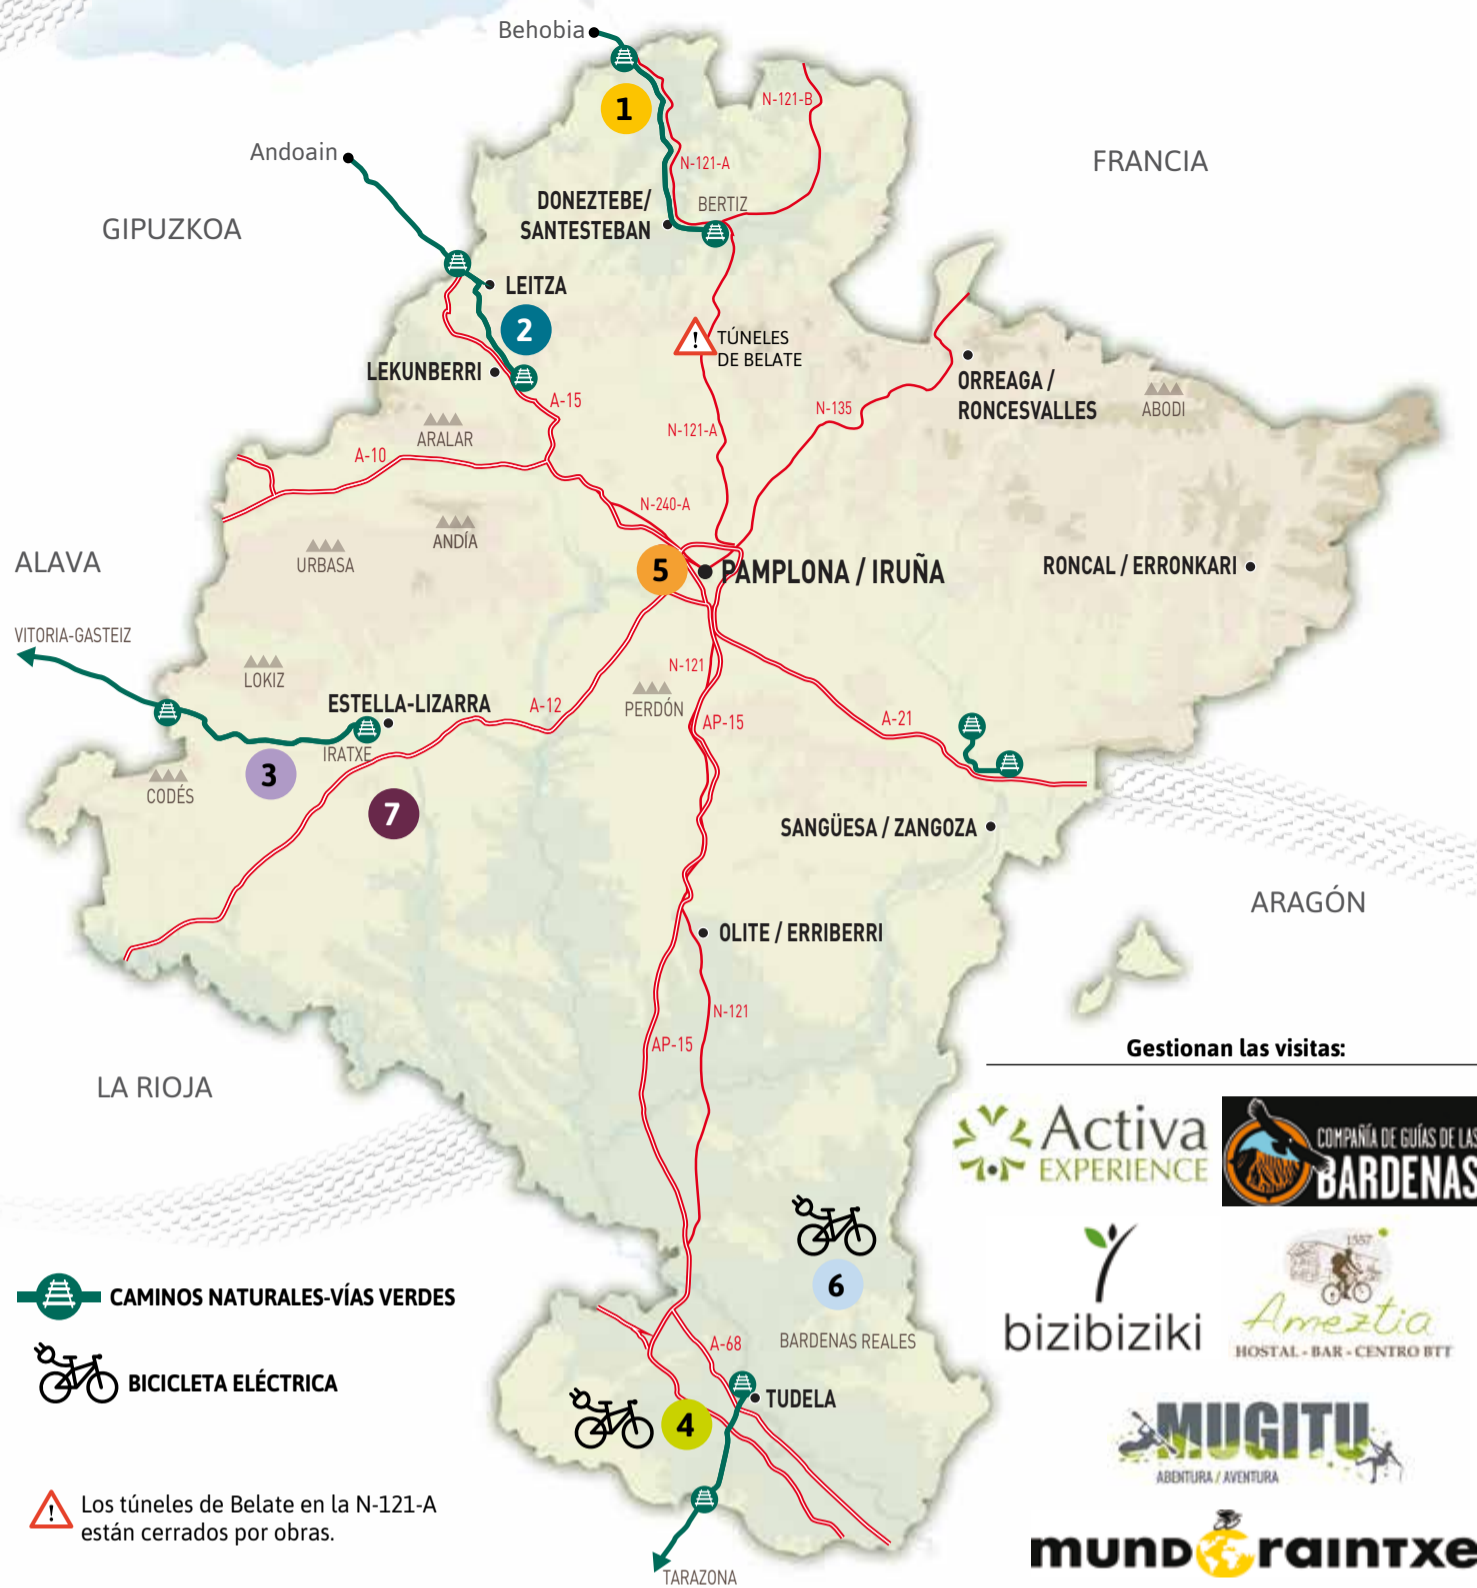 Behobia
1
N-121-B
Andoain
N-121-A
FRANCIA
DONEZTEBE/
SANTESTEBAN
BERTIZ
GIPUZKOA
LEITZA
2
!
TÚNELES
DE BELATE
LEKUNBERRI
ORREAGA /
RONCESVALLES
ABODI
A-15
N-135
ARALAR
N-121-A
A-10
N-240-A
ANDÍA
URBASA
ALAVA
5
PAMPLONA / IRUÑA
RONCAL / ERRONKARI
VITORIA-GASTEIZ
LOKIZ
N-121
ESTELLA-LIZARRA
A-12
PERDÓN
AP-15
A-21
IRATXE
3
CODÉS
7
SANGÜESA / ZANGOZA
ARAGÓN
OLITE / ERRIBERRI
N-121
AP-15
Gestionan las visitas:
LA RIOJA
Activa
EXPERIENCE
COMPAÑÍA DE GUÍAS DE LAS
BARDENAS
6
bizibiziki
1557
Ameztia
HOSTAL - BAR - CENTRO BTT
CAMINOS NATURALES-VÍAS VERDES
A-68
BARDENAS REALES
BICICLETA ELÉCTRICA
TUDELA
4
MUGITU
ABENTURA / AVENTURA
!
Los túneles de Belate en la N-121-A
están cerrados por obras.
mundoraintxe
TARAZONA